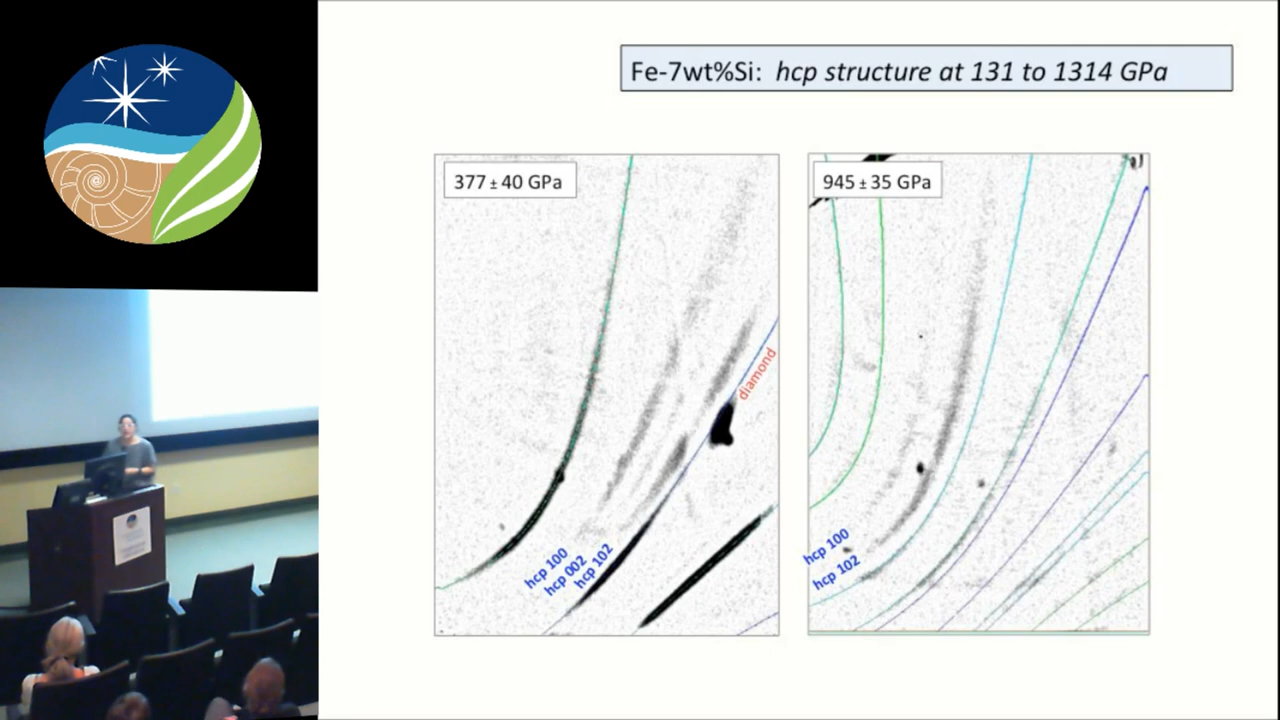 Fe-7wt%Si: hcp structure at 131 to 1314 GPa
377 ± 40 GPa
diamond
hcp 100
hcp 002
hcp 102
945 ± 35 GPa
hcp 100
hcp 102